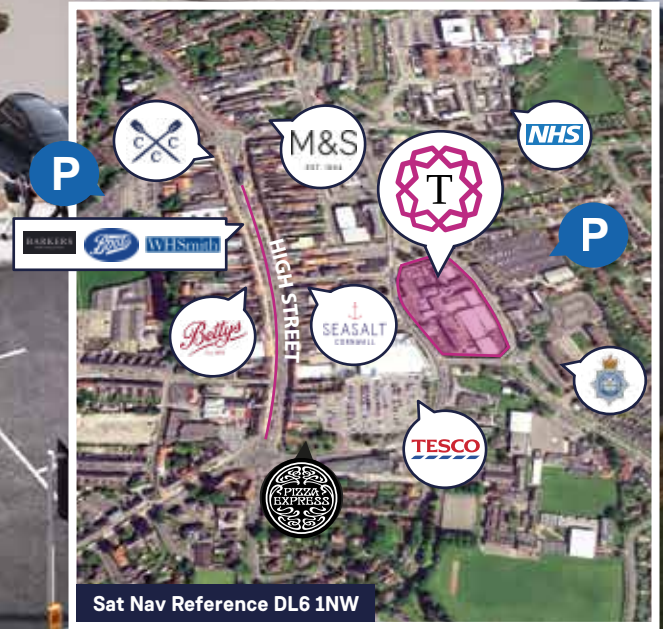 C C C
M&S
EST. 1884
NHS
P
T
P
BARKERS
Boots
WHSmith
HIGH STREET
Bettys
SEASALT
CORNWALL
TESCO
PIZZA
EXPRESS
Sat Nav Reference DL6 1NW